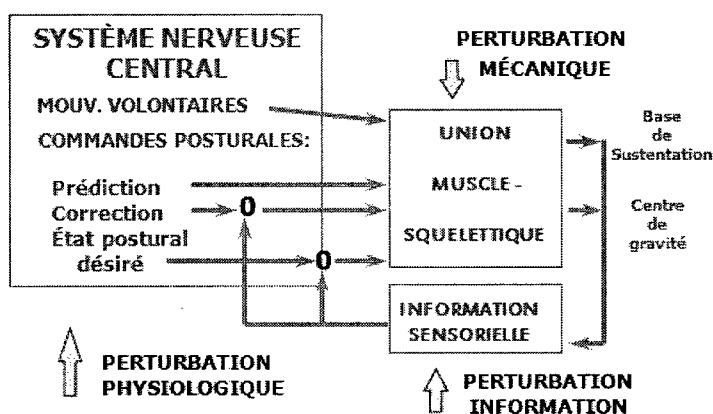 SYSTÈME NERVEUSE
CENTRAL
MOUV. VOLONTAIRES
COMMANDES POSTURALES:
Prédiction
Correction
État postural
désiré
0
0
PERTURBATION
MÉCANIQUE
UNION
MUSCLE -
SQUELETTIQUE
Base
de
Sustentation
Centre
de
gravité
INFORMATION
SENSORIELLE
PERTURBATION
PHYSIOLOGIQUE
PERTURBATION
INFORMATION